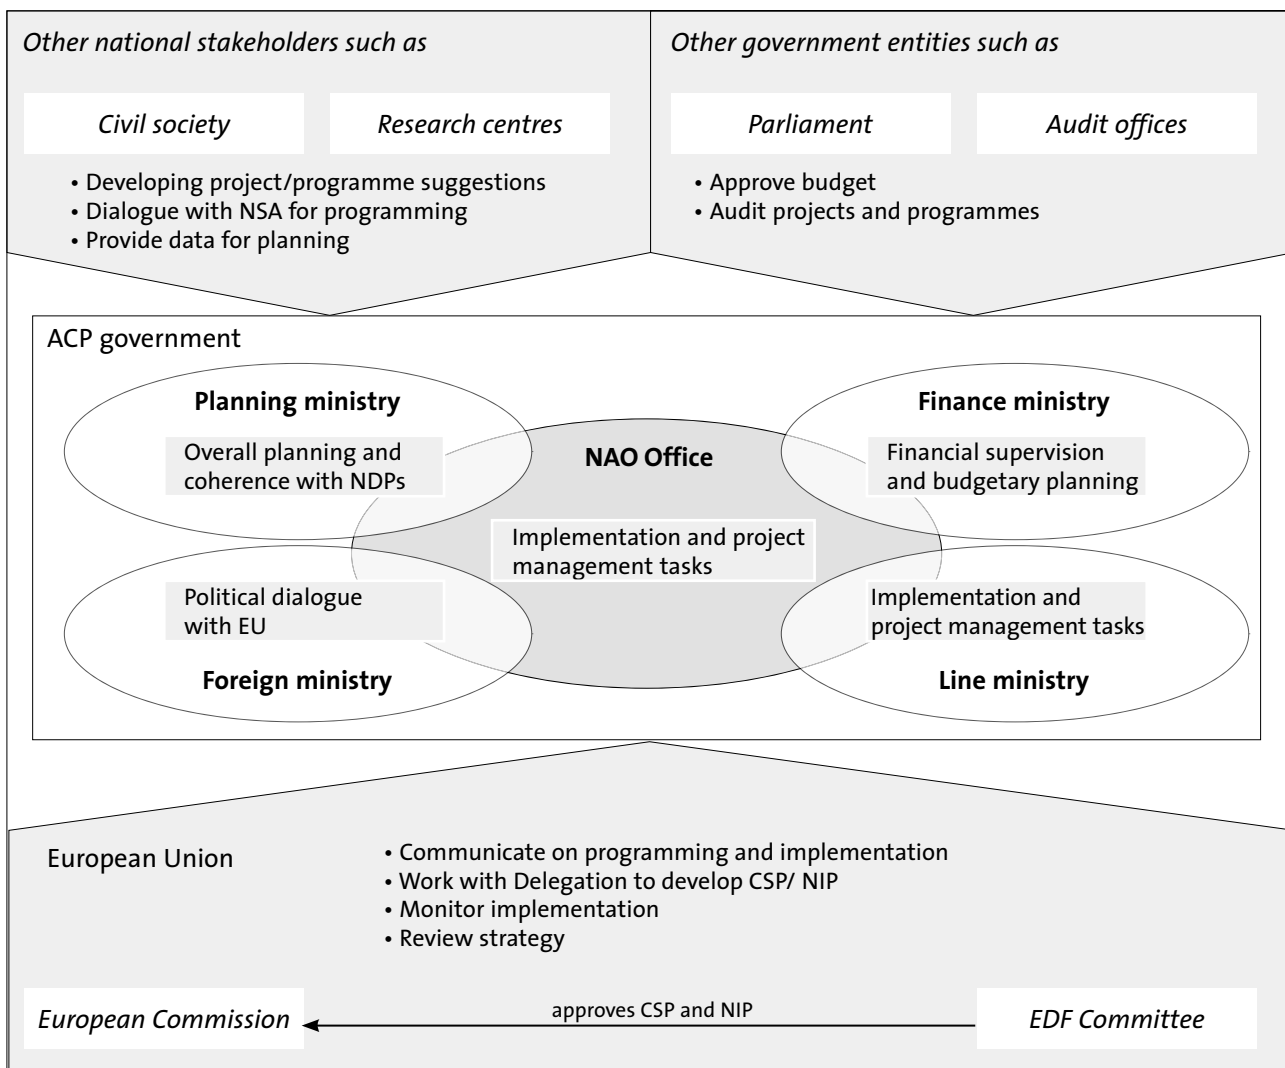 Other national stakeholders such as
Civil society
Research centres
• Developing project/programme suggestions
• Dialogue with NSA for programming
• Provide data for planning
Other government entities such as
Parliament
Audit offices
• Approve budget
• Audit projects and programmes
ACP government
Planning ministry
Overall planning and
coherence with NDPs
NAO Office
Implementation and project
management tasks
Finance ministry
Financial supervision
and budgetary planning
Political dialogue
with EU
Foreign ministry
Implementation and
project management tasks
Line ministry
European Union
• Communicate on programming and implementation
• Work with Delegation to develop CSP/ NIP
• Monitor implementation
• Review strategy
European Commission
approves CSP and NIP
EDF Committee